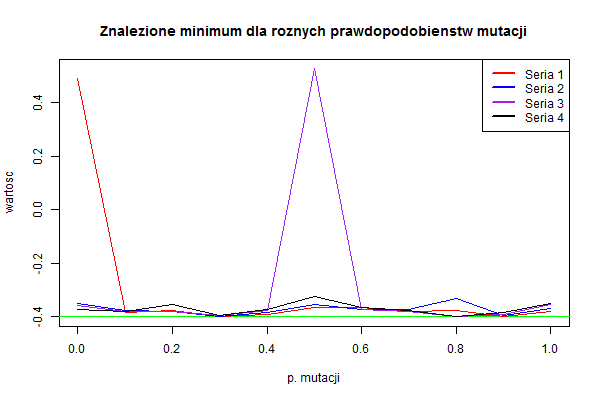 Znalezione minimum dla roznych prawdopodobienstw mutacji
Seria 1
Seria 2
Seria 3
Seria 4
wartosc
0.4
0.2
0.0
-0.2
-0.4
0.0 0.2 0.4 0.6 0.8 1.0
p. mutacji